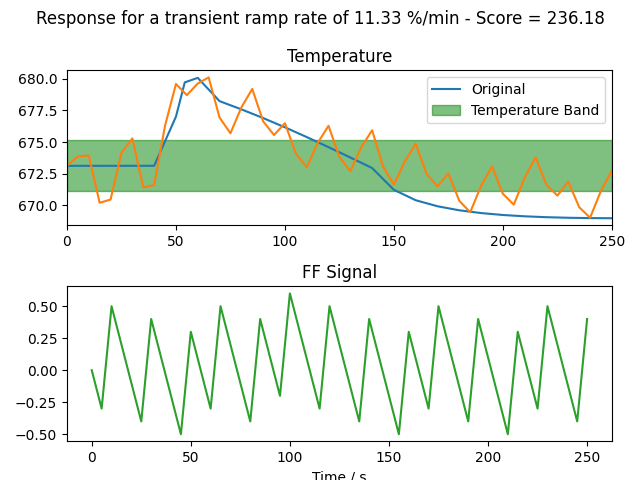 Response for a transient ramp rate of 11.33 %/min - Score = 236.18
Temperature
680.0
677.5
675.0
672.5
670.0
Original
Temperature Band
0 50 100 150 200 250
FF Signal
0.50
0.25
0.00
−0.25
−0.50
0 50 100 150 200 250
Time / s